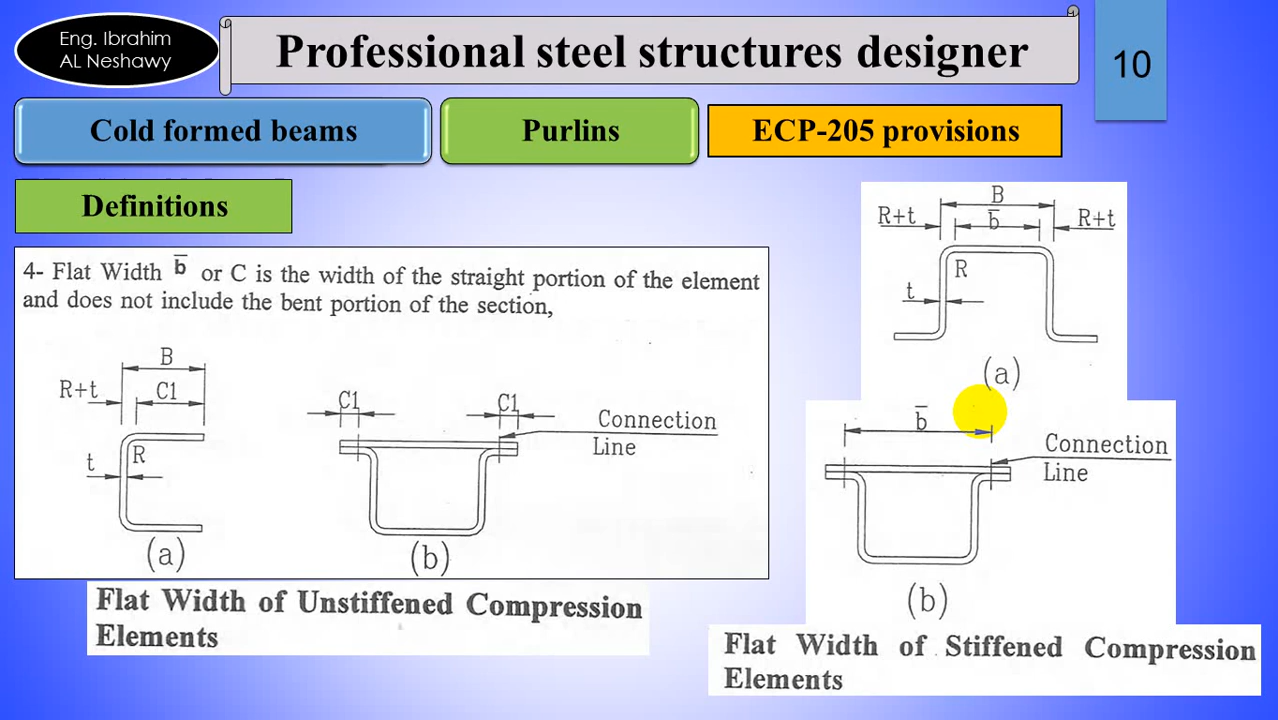 Eng. Ibrahim
AL Neshawy
Professional steel structures designer
10
Cold formed beams
Purlins
ECP-205 provisions
Definitions
4- Flat Width b̅ or C is the width of the straight portion of the element
and does not include the bent portion of the section,
B
R+t
C1
t
R
(a)
C1
C1
Connection
Line
(b)
Flat Width of Unstiffened Compression
Elements
B
R+t
b̅
R+t
R
t
(a)
b̅
Connection
Line
(b)
Flat Width of Stiffened Compression
Elements